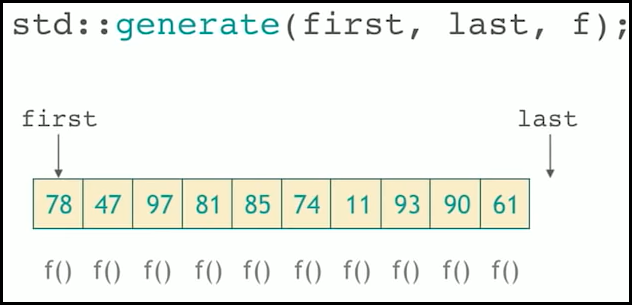 std::generate(first, last, f);
first last
78 47 97 81 85 74 11 93 90 61
f() f() f() f() f() f() f() f() f() f()